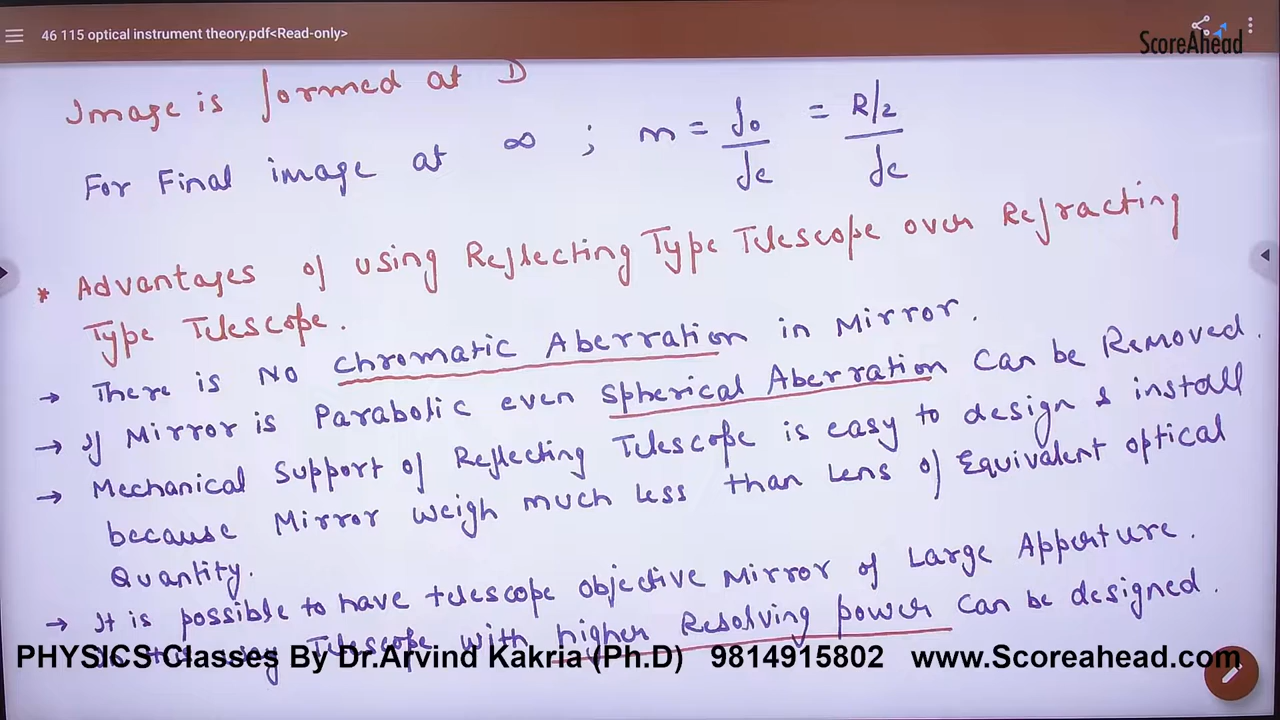 46 115 optical instrument theory.pdf<Read-only>
ScoreAhead
Image is formed at D
For Final image at ∞ ; m = fo/fe = R/2/fe
* Advantages of using Reflecting Type Telescope over Refracting
Type Telescope.
→ There is No Chromatic Aberration in Mirror.
→ If Mirror is Parabolic even Spherical Aberration Can be Removed.
→ Mechanical Support of Reflecting Telescope is easy to design & install
because Mirror weigh much less than Lens of Equivalent optical
Quantity.
→ It is possible to have telescope objective Mirror of Large Apperture.
In this way Telescope with higher Resolving power Can be designed.
PHYSICS Classes By Dr.Arvind Kakria (Ph.D) 9814915802 www.Scoreahead.com